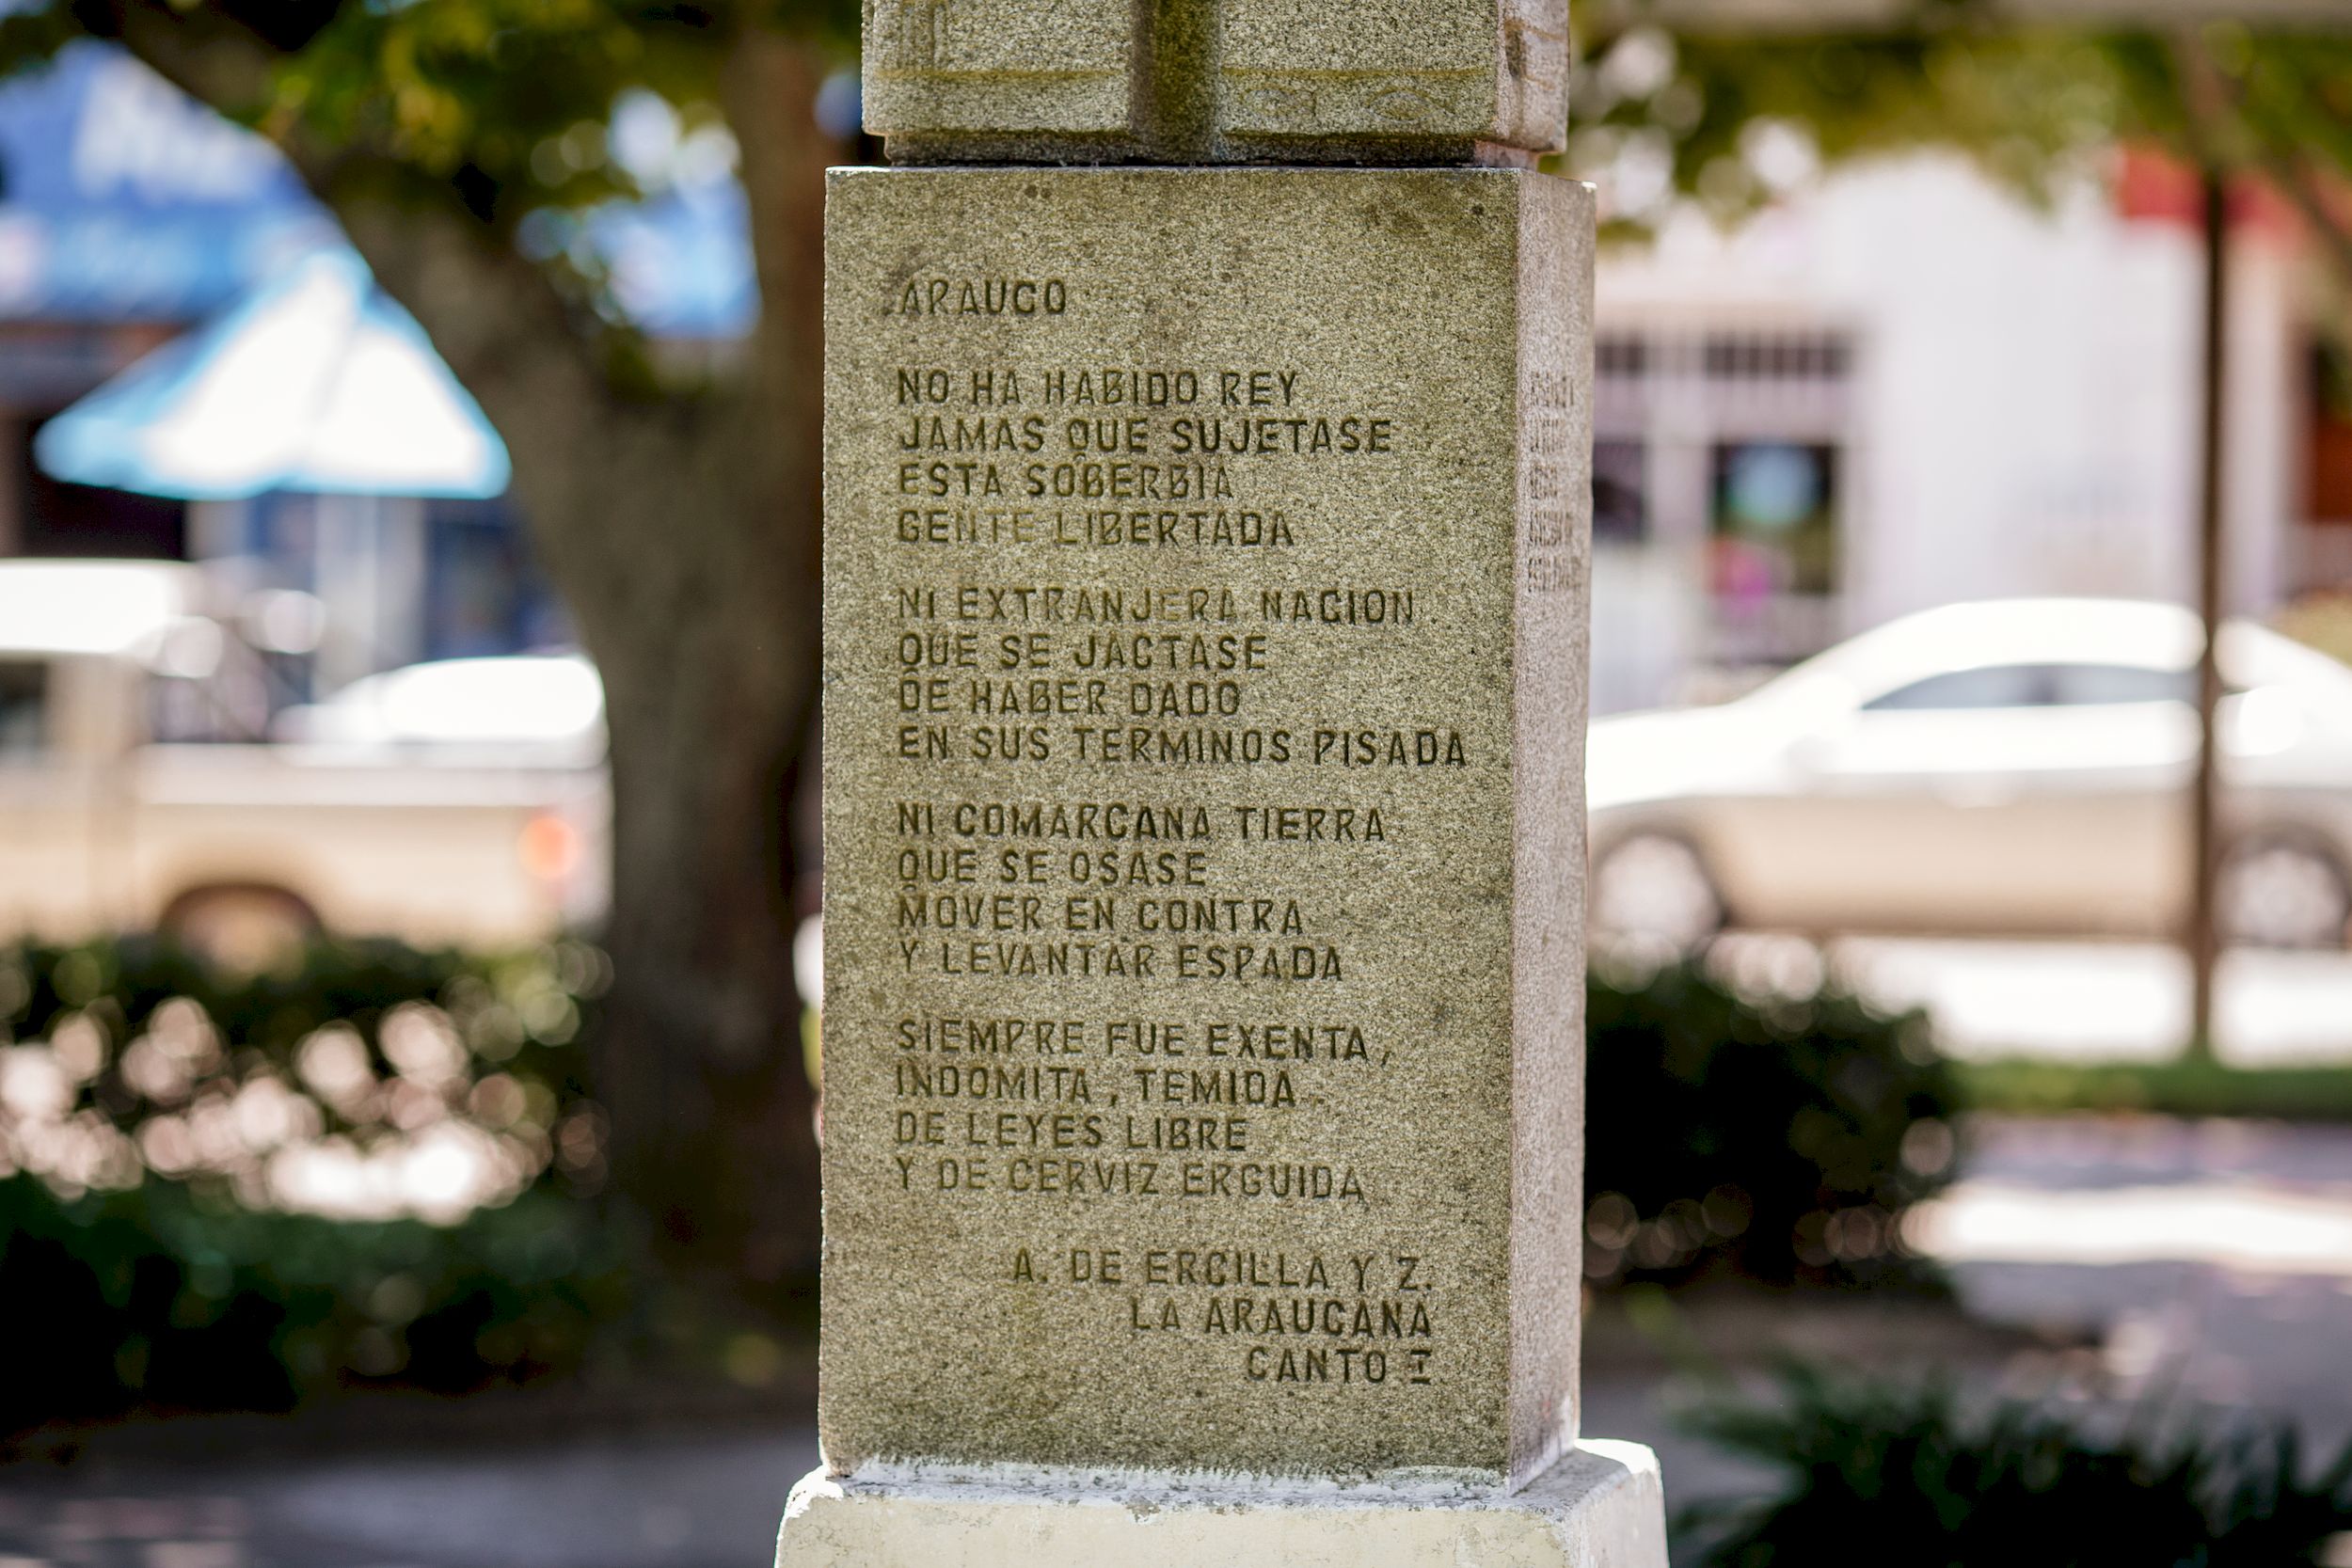 ARAUCO
NO HA HABIDO REY
JAMAS QUE SUJETASE
ESTA SOBERBIA
GENTE LIBERTADA
NI EXTRANJERA NACION
QUE SE JACTASE
DE HABER DADO
EN SUS TERMINOS PISADA
NI COMARCANA TIERRA
QUE SE OSASE
MOVER EN CONTRA
Y LEVANTAR ESPADA
SIEMPRE FUE EXENTA,
INDOMITA, TEMIDA
DE LEYES LIBRE
Y DE CERVIZ ERGUIDA
A. DE ERCILLA Y Z.
LA ARAUCANA
CANTO I